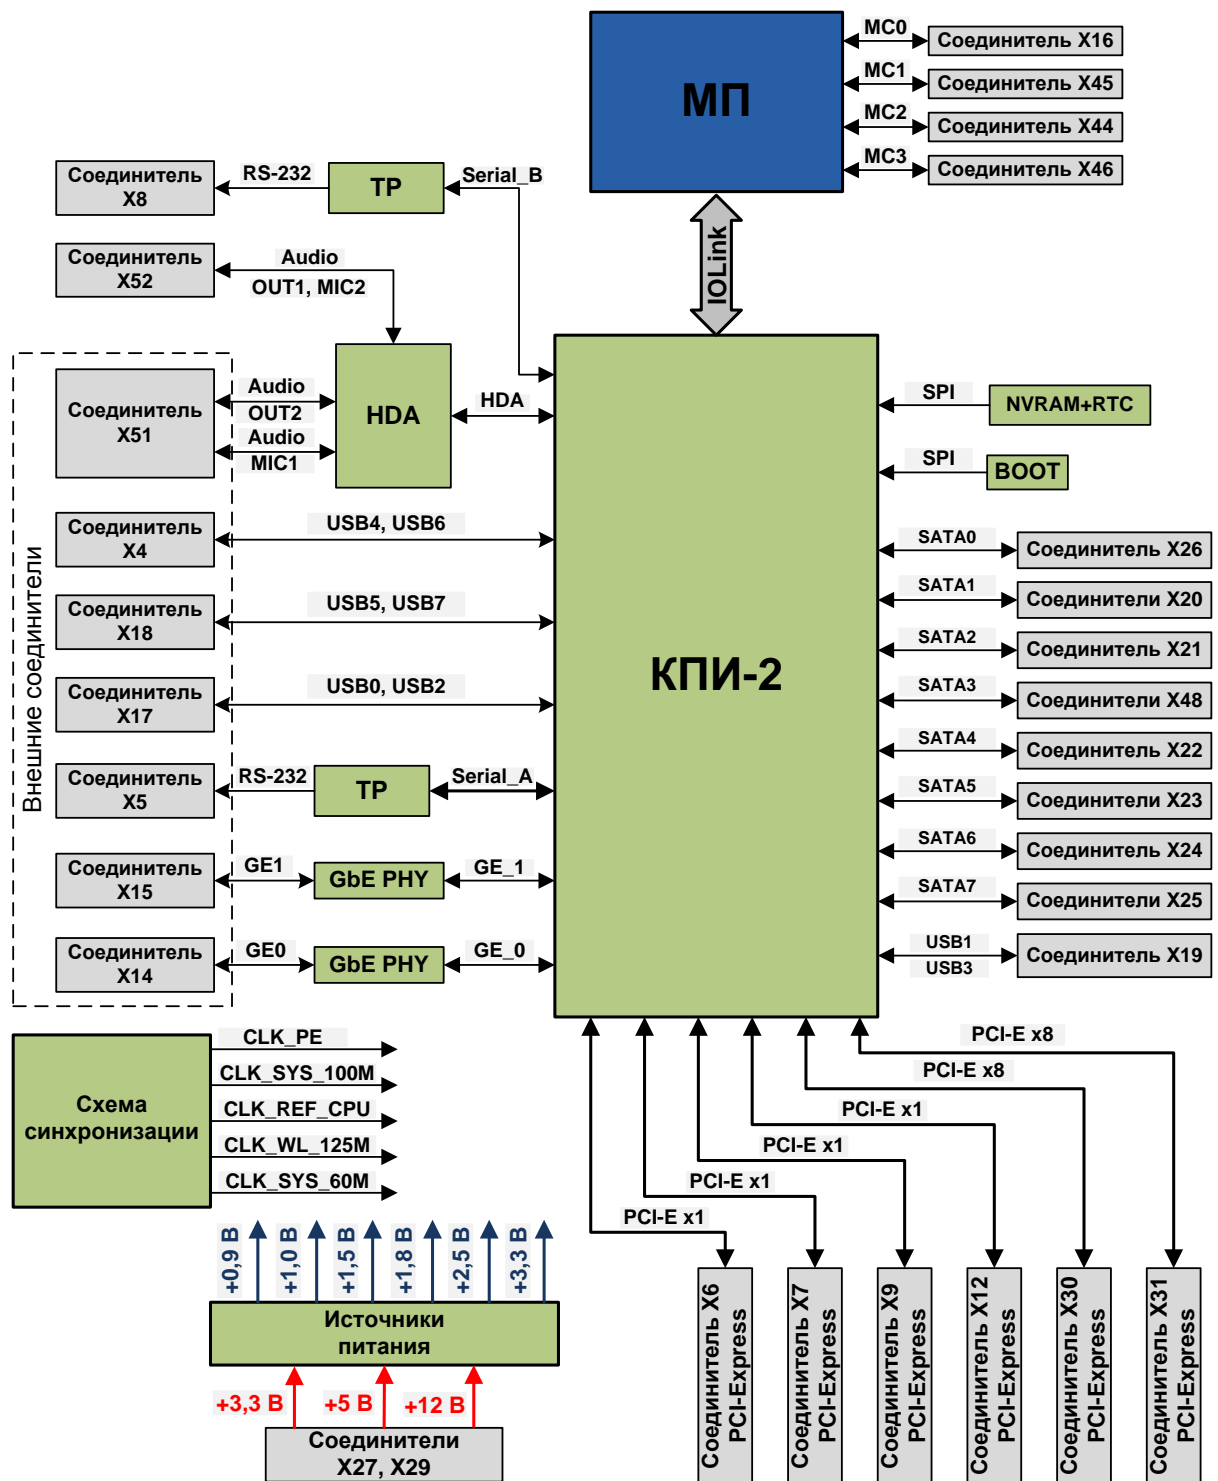 МП
MC0
Соединитель X16
MC1
Соединитель X45
MC2
Соединитель X44
MC3
Соединитель X46
IOLink
Соединитель
X8
RS-232
ТР
Serial_B
Соединитель
X52
Audio
OUT1, MIC2
Внешние соединители
Соединитель
X51
Audio
OUT2
Audio
MIC1
HDA
HDA
Соединитель
X4
USB4, USB6
Соединитель
X18
USB5, USB7
Соединитель
X17
USB0, USB2
Соединитель
X5
RS-232
ТР
Serial_A
Соединитель
X15
GE1
GbE PHY
GE_1
Соединитель
X14
GE0
GbE PHY
GE_0
КПИ-2
SPI
NVRAM+RTC
SPI
BOOT
SATA0
Соединитель X26
SATA1
Соединители X20
SATA2
Соединитель X21
SATA3
Соединители X48
SATA4
Соединители X22
SATA5
Соединители X23
SATA6
Соединители X24
SATA7
Соединители X25
USB1
USB3
Соединитель X19
Схема
синхронизации
CLK_PE
CLK_SYS_100M
CLK_REF_CPU
CLK_WL_125M
CLK_SYS_60M
PCI-E x8
PCI-E x8
PCI-E x1
PCI-E x1
PCI-E x1
PCI-E x1
Соединитель X6
PCI-Express
Соединитель X7
PCI-Express
Соединитель X9
PCI-Express
Соединитель X12
PCI-Express
Соединитель X30
PCI-Express
Соединитель X31
PCI-Express
+0,9 В
+1,0 В
+1,5 В
+1,8 В
+2,5 В
+3,3 В
Источники
питания
+3,3 В
+5 В
+12 В
Соединители
X27, X29